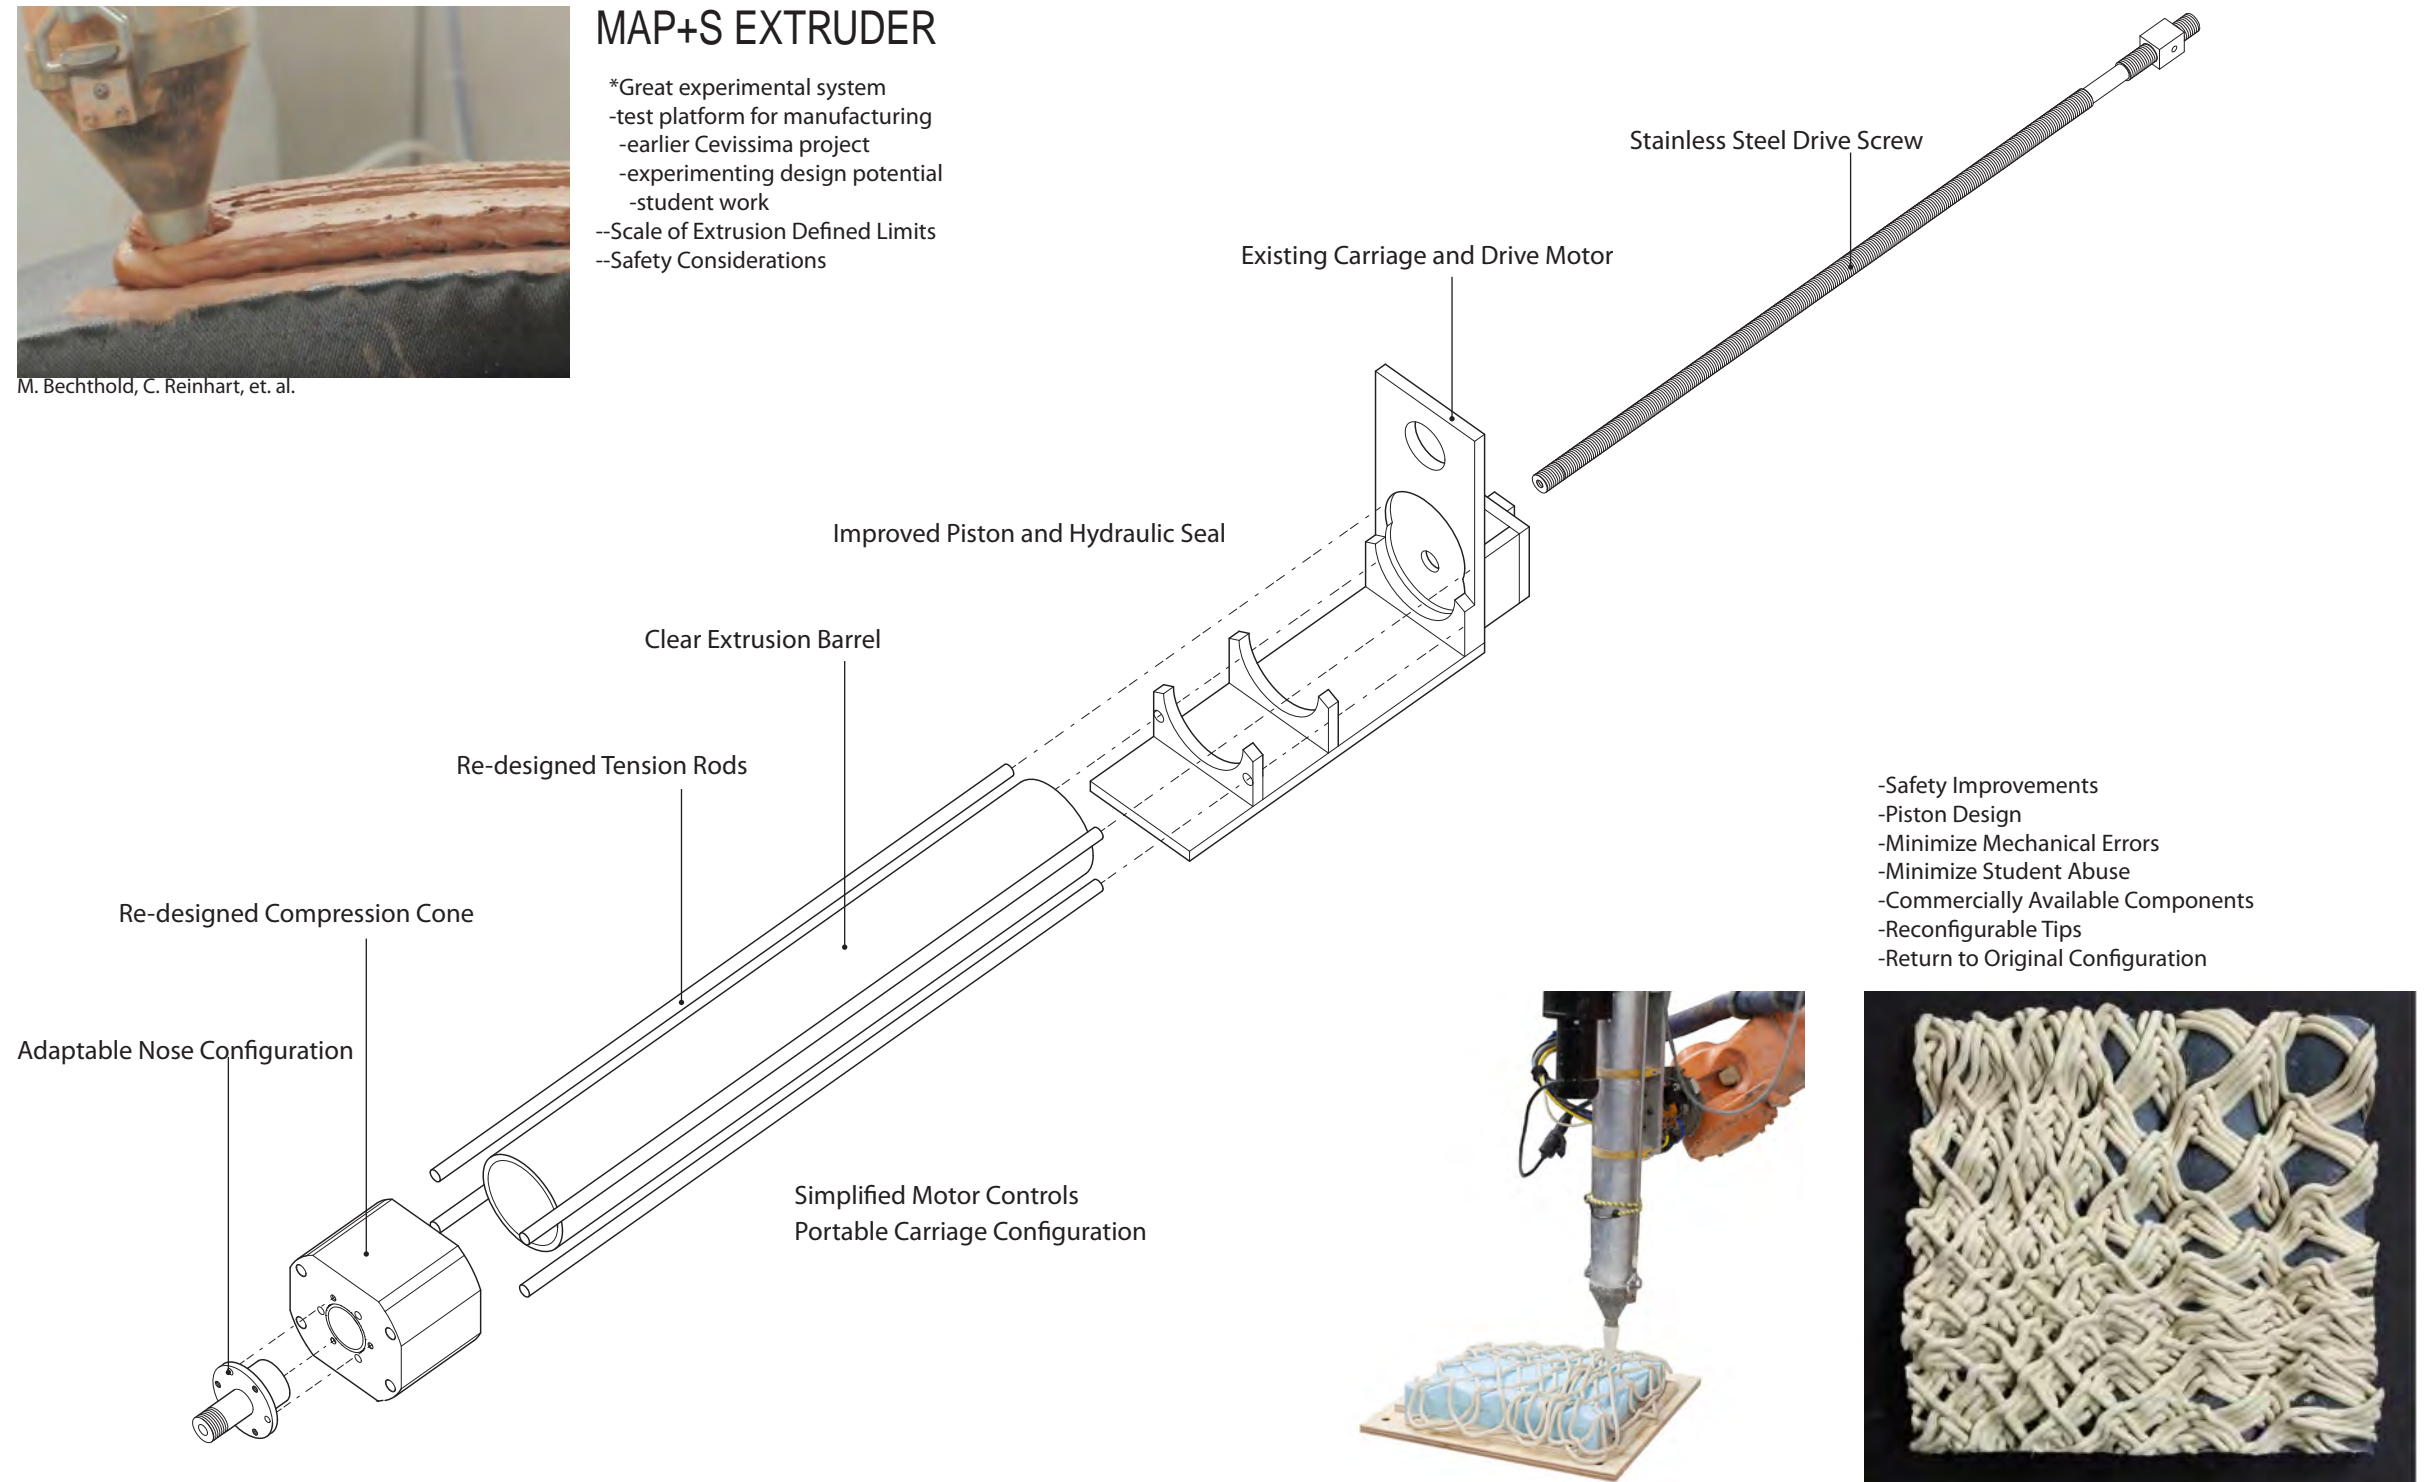 MAP+S EXTRUDER
*Great experimental system
-test platform for manufacturing
-earlier Cevissima project
-experimenting design potential
-student work
--Scale of Extrusion Defined Limits
--Safety Considerations
M. Bechthold, C. Reinhart, et. al.
Stainless Steel Drive Screw
Existing Carriage and Drive Motor
Improved Piston and Hydraulic Seal
Clear Extrusion Barrel
Re-designed Tension Rods
Re-designed Compression Cone
Adaptable Nose Configuration
Simplified Motor Controls
Portable Carriage Configuration
-Safety Improvements
-Piston Design
-Minimize Mechanical Errors
-Minimize Student Abuse
-Commercially Available Components
-Reconfigurable Tips
-Return to Original Configuration